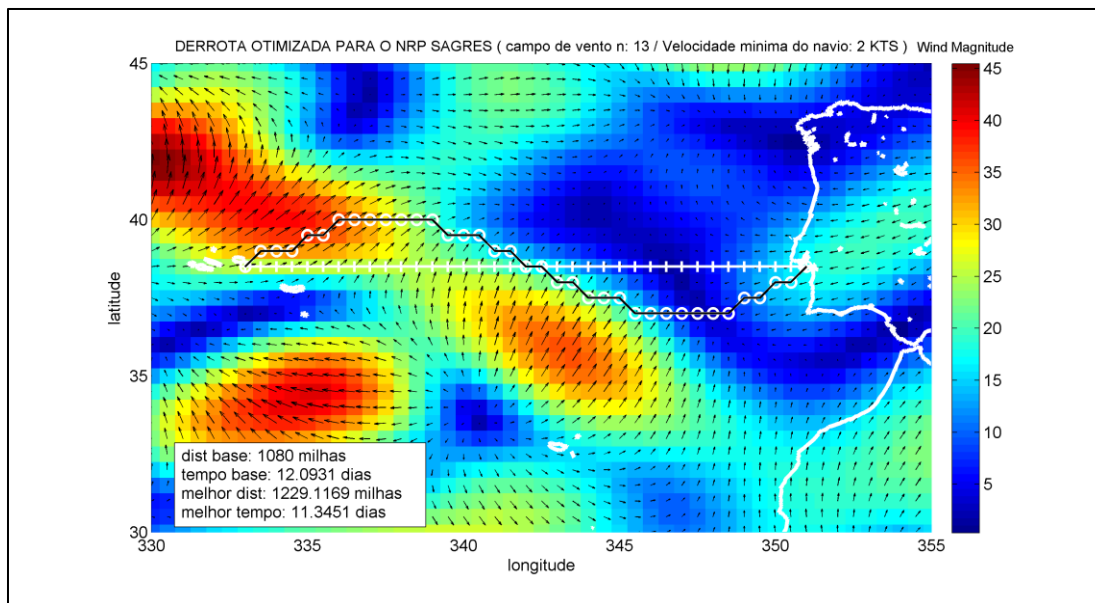 DERROTA OTIMIZADA PARA O NRP SAGRES ( campo de vento n: 13 / Velocidade minima do navio: 2 KTS )
Wind Magnitude
45
40
35
30
latitude
330
335
340
345
350
355
longitude
dist base: 1080 milhas
tempo base: 12.0931 dias
melhor dist: 1229.1169 milhas
melhor tempo: 11.3451 dias
45
40
35
30
25
20
15
10
5